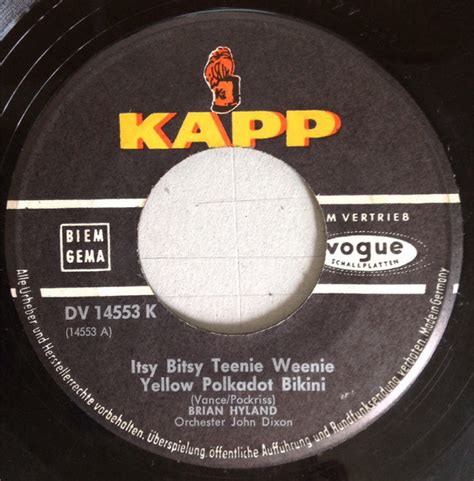 KAPP
M VERTRIEB
BIEM
GEMA
vogue
SCHALLPLATTEN
DV 14553 K
(14553 A)
Itsy Bitsy Teenie Weenie
Yellow Polkadot Bikini
(Vance/Pockriss)
BRIAN HYLAND
Orchester John Dixon
Alle Urheber und Herstellerrechte vorbehalten. Überspielung, öffentliche Aufführung und Rundfunksendung verboten. Made in Germany